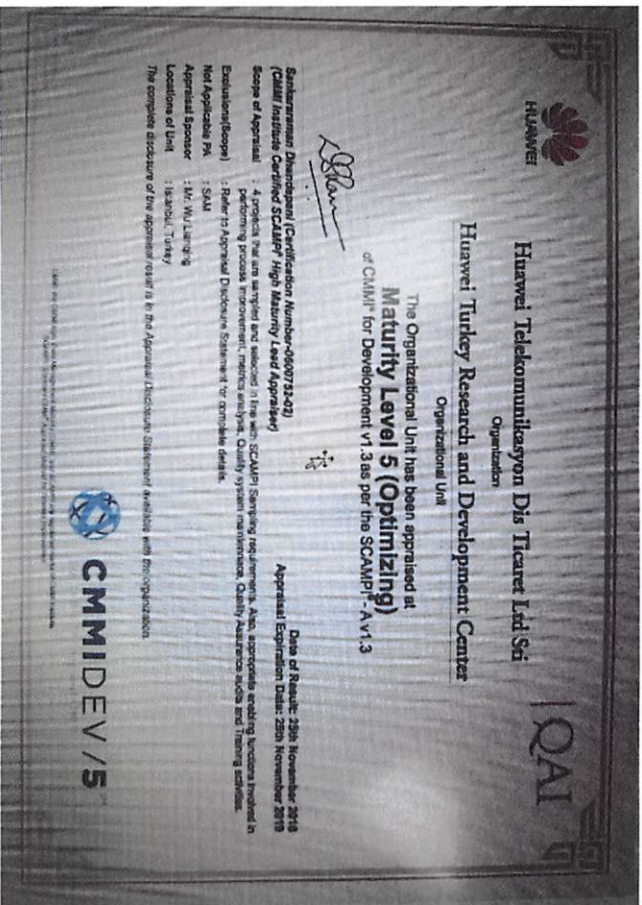 HUAWEI
QAI
Huawei Telekomunikasyon Dis Ticaret Ltd Sti
Organization
Huawei Turkey Research and Development Center
Organizational Unit
The Organizational Unit has been appraised at
Maturity Level 5 (Optimizing)
of CMMI® for Development v1.3 as per the SCAMPI® - A v1.3
Sankararaman Dhandapani (Certification Number-0600752-02)
(CMMI Institute Certified SCAMPI® High Maturity Lead Appraiser)
Date of Result: 25th November 2016
Appraisal Expiration Date: 25th November 2019
Scope of Appraisal : 4 projects that are sampled and selected in line with SCAMPI Sampling requirements. Also, appropriate enabling functions involved in
performing process improvement, metrics analysis, Quality system maintenance, Quality Assurance audits and Training activities.
Exclusions(Scope) : Refer to Appraisal Disclosure Statement for complete details.
Not Applicable PA : SAM
Appraisal Sponsor : Mr. Wu Lianqing
Locations of Unit : Istanbul, Turkey
The complete disclosure of the appraisal result is in the Appraisal Disclosure Statement available with the organization.
CMMIDEV / 5